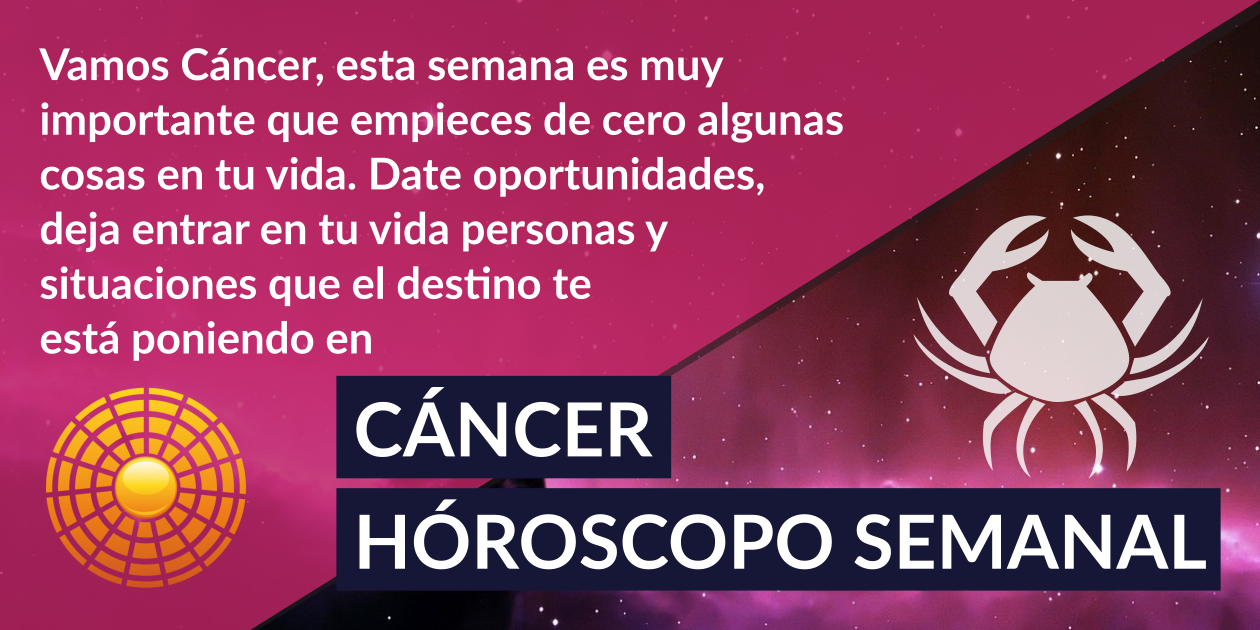 Vamos Cáncer, esta semana es muy
importante que empieces de cero algunas
cosas en tu vida. Date oportunidades,
deja entrar en tu vida personas y
situaciones que el destino te
está poniendo en
CÁNCER
HÓROSCOPO SEMANAL